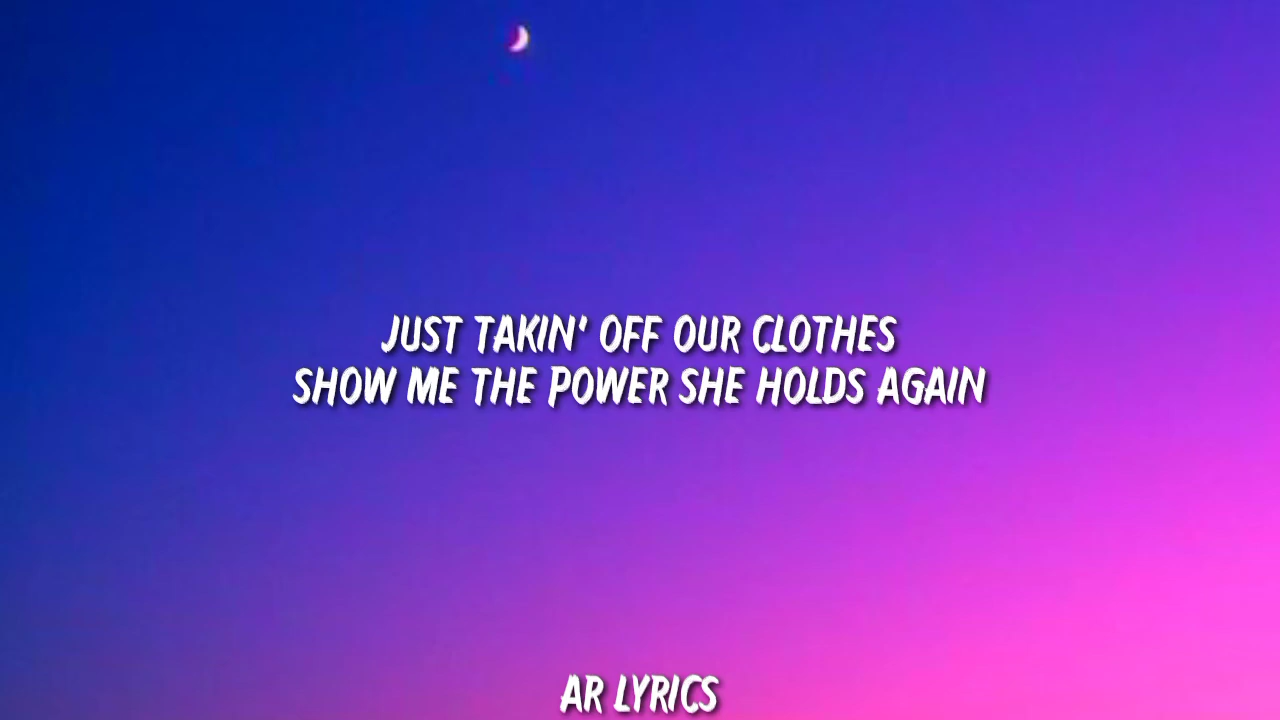 JUST TAKIN' OFF OUR CLOTHES
SHOW ME THE POWER SHE HOLDS AGAIN
AR LYRICS